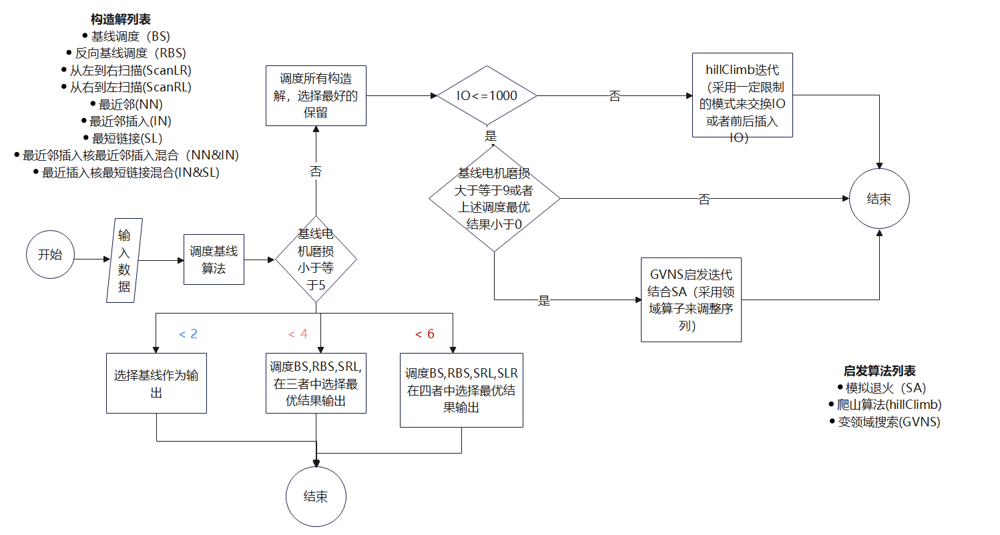 构造解列表
• 基线调度（BS)
• 反向基线调度（RBS)
• 从左到右扫描(ScanLR)
• 从右到左扫描(ScanRL)
• 最近邻(NN)
• 最近邻插入(IN)
• 最短链接(SL)
• 最近邻插入核最近邻插入混合（NN&IN)
• 最近插入核最短链接混合(IN&SL)
调度所有构造
解，选择最好的
保留
IO<=1000
否
hillClimb迭代
（采用一定限制
的模式来交换IO
或者前后插入
IO）
是
否
基线电机磨损
大于等于9或者
上述调度最优
结果小于0
否
结束
开始
输
入
数
据
调度基线
算法
基线电
机磨损
小于等
于5
是
GVNS启发迭代
结合SA（采用领
域算子来调整序
列）
< 2
< 4
< 6
选择基线作为输
出
调度BS,RBS,SRL,
在三者中选择最
优结果输出
调度BS,RBS,SRL,SLR
在四者中选择最优结
果输出
结束
启发算法列表
• 模拟退火（SA)
• 爬山算法(hillClimb)
• 变领域搜索(GVNS)